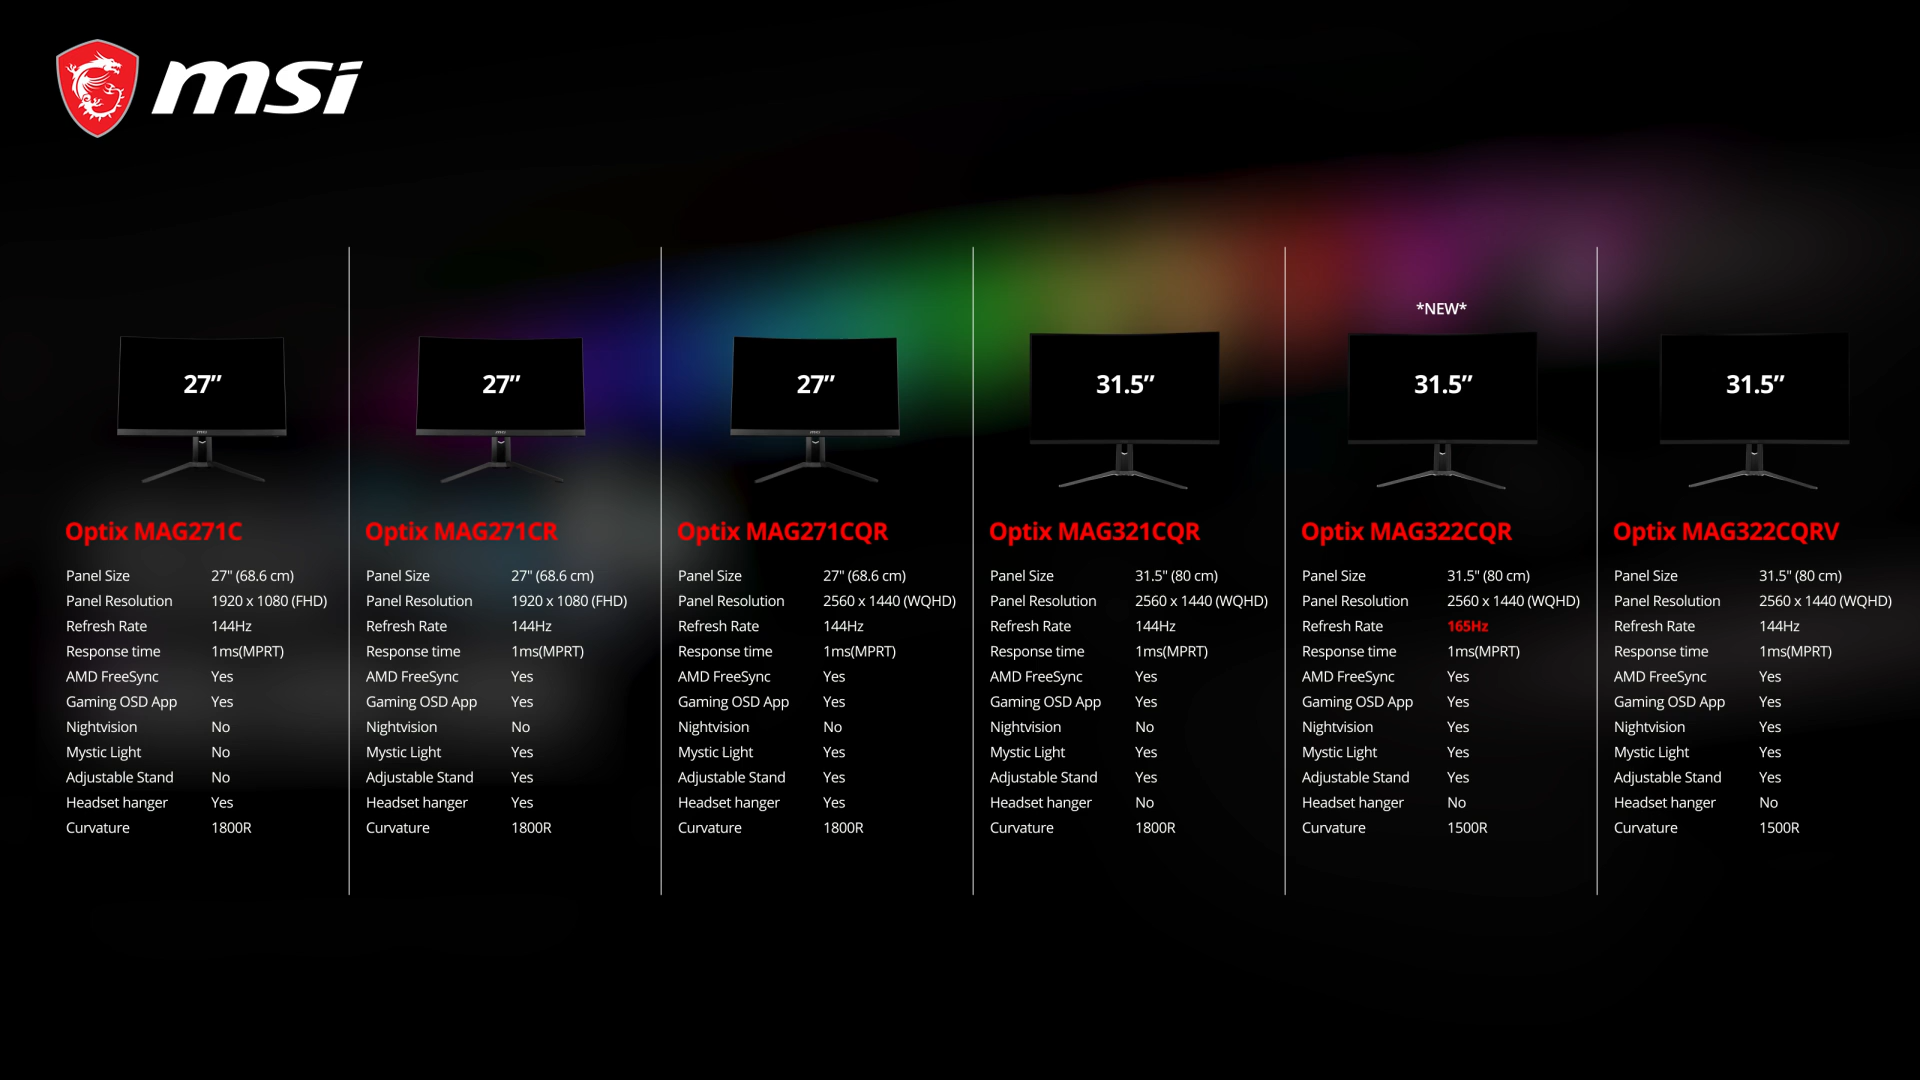 msi
27”
Optix MAG271C
Panel Size 27" (68.6 cm)
Panel Resolution 1920 x 1080 (FHD)
Refresh Rate 144Hz
Response time 1ms(MPRT)
AMD FreeSync Yes
Gaming OSD App Yes
Nightvision No
Mystic Light No
Adjustable Stand No
Headset hanger Yes
Curvature 1800R
27”
Optix MAG271CR
Panel Size 27" (68.6 cm)
Panel Resolution 1920 x 1080 (FHD)
Refresh Rate 144Hz
Response time 1ms(MPRT)
AMD FreeSync Yes
Gaming OSD App Yes
Nightvision No
Mystic Light Yes
Adjustable Stand Yes
Headset hanger Yes
Curvature 1800R
27”
Optix MAG271CQR
Panel Size 27" (68.6 cm)
Panel Resolution 2560 x 1440 (WQHD)
Refresh Rate 144Hz
Response time 1ms(MPRT)
AMD FreeSync Yes
Gaming OSD App Yes
Nightvision No
Mystic Light Yes
Adjustable Stand Yes
Headset hanger Yes
Curvature 1800R
31.5”
Optix MAG321CQR
Panel Size 31.5" (80 cm)
Panel Resolution 2560 x 1440 (WQHD)
Refresh Rate 144Hz
Response time 1ms(MPRT)
AMD FreeSync Yes
Gaming OSD App Yes
Nightvision No
Mystic Light Yes
Adjustable Stand Yes
Headset hanger No
Curvature 1800R
*NEW*
31.5”
Optix MAG322CQR
Panel Size 31.5" (80 cm)
Panel Resolution 2560 x 1440 (WQHD)
Refresh Rate 165Hz
Response time 1ms(MPRT)
AMD FreeSync Yes
Gaming OSD App Yes
Nightvision Yes
Mystic Light Yes
Adjustable Stand Yes
Headset hanger No
Curvature 1500R
31.5”
Optix MAG322CQRV
Panel Size 31.5" (80 cm)
Panel Resolution 2560 x 1440 (WQHD)
Refresh Rate 144Hz
Response time 1ms(MPRT)
AMD FreeSync Yes
Gaming OSD App Yes
Nightvision Yes
Mystic Light Yes
Adjustable Stand Yes
Headset hanger No
Curvature 1500R